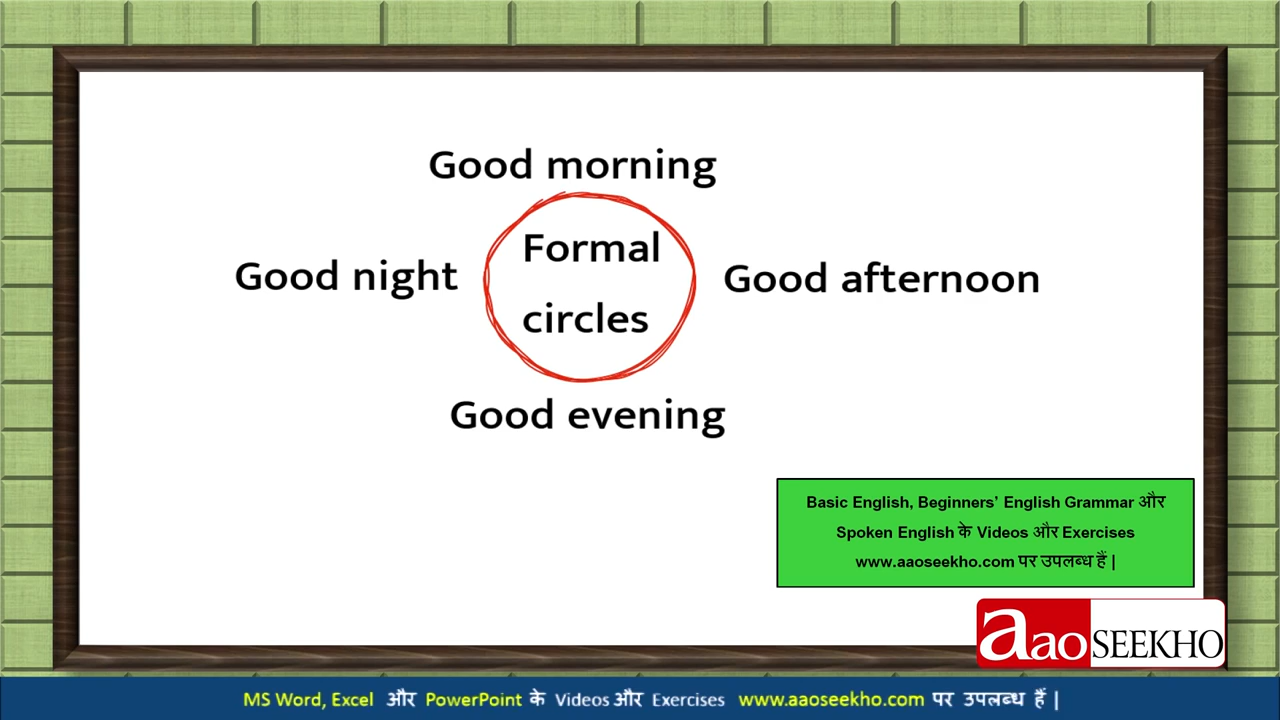 Good morning
Good night
Formal
circles
Good afternoon
Good evening
Basic English, Beginners’ English Grammar और
Spoken English के Videos और Exercises
www.aaoseekho.com पर उपलब्ध हैं |
aaoSEEKHO
MS Word, Excel और PowerPoint के Videos और Exercises www.aaoseekho.com पर उपलब्ध हैं |